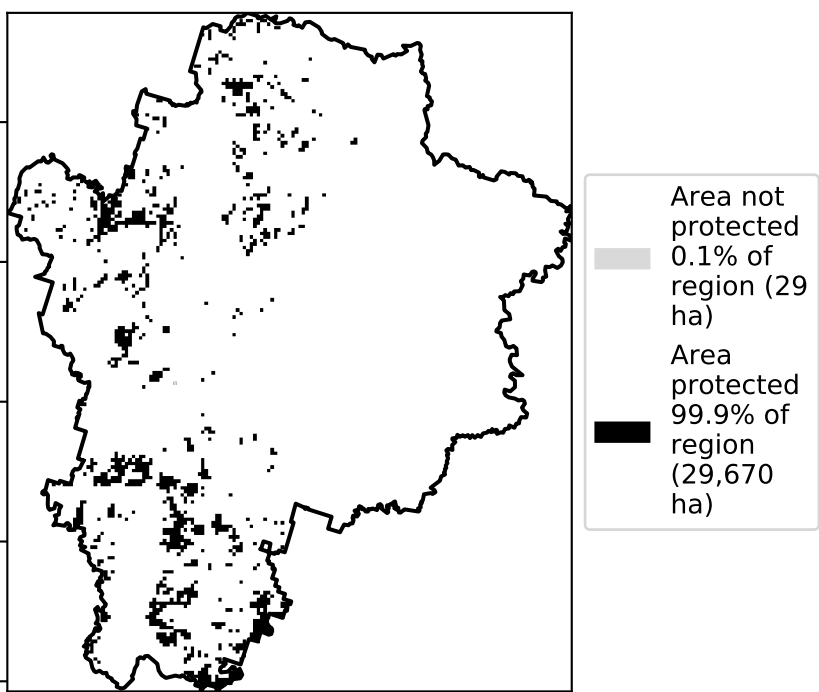 Area not
protected
0.1% of
region (29
ha)
Area
protected
99.9% of
region
(29,670
ha)